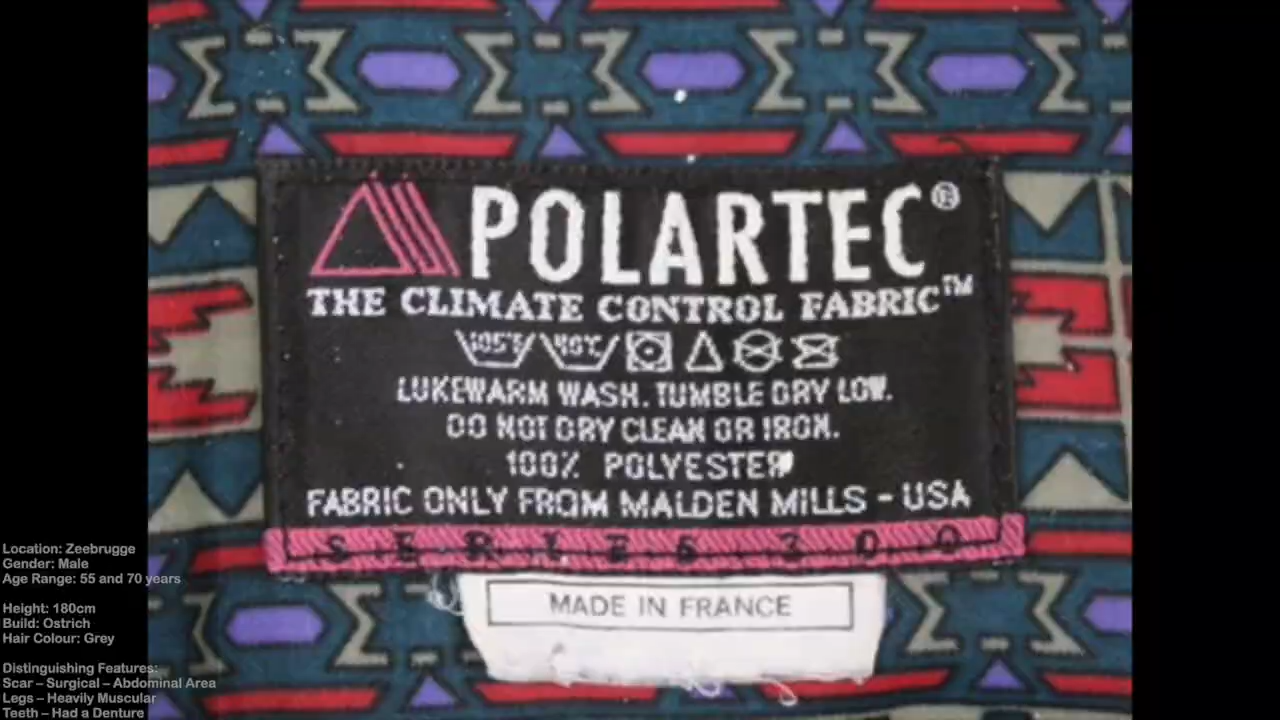 POLARTEC®
THE CLIMATE CONTROL FABRIC™
105°F 40°C
LUKEWARM WASH. TUMBLE DRY LOW.
DO NOT DRY CLEAN OR IRON.
100% POLYESTER
FABRIC ONLY FROM MALDEN MILLS - USA
SERIES 300
MADE IN FRANCE
Location: Zeebrugge
Gender: Male
Age Range: 55 and 70 years
Height: 180cm
Build: Ostrich
Hair Colour: Grey
Distinguishing Features:
Scar – Surgical – Abdominal Area
Legs – Heavily Muscular
Teeth – Had a Denture